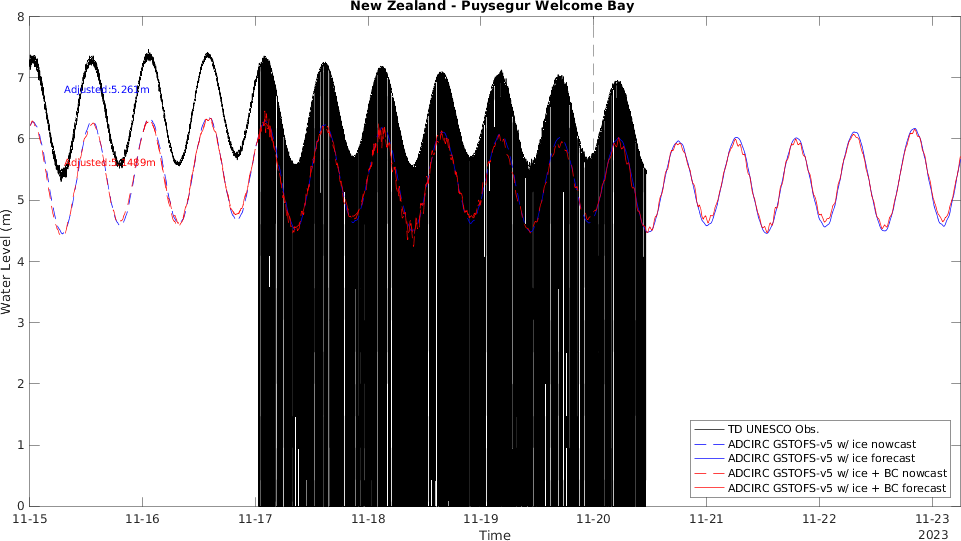 New Zealand - Puysegur Welcome Bay
8
7
6
5
4
3
2
1
0
Water Level (m)
Adjusted:5.263m
11-15
11-16
11-17
11-18
11-19
11-20
11-21
11-22
11-23
2023
Time
TD UNESCO Obs.
ADCIRC GSTOFS-v5 w/ ice nowcast
ADCIRC GSTOFS-v5 w/ ice forecast
ADCIRC GSTOFS-v5 w/ ice + BC nowcast
ADCIRC GSTOFS-v5 w/ ice + BC forecast